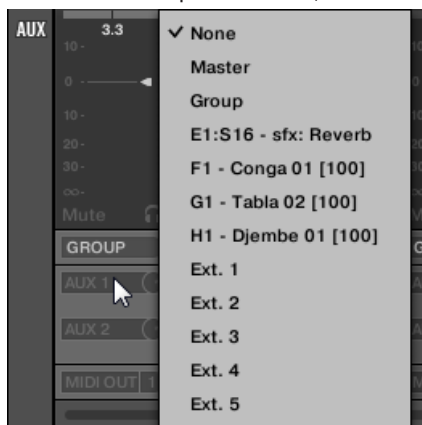 AUX
3.3
10 -
0
10 -
20 -
30 -
∞-
Mute
GROUP
AUX 1
AUX 2
MIDI OUT 1
✓ None
Master
Group
E1:S16 - sfx: Reverb
F1 - Conga 01 [100]
G1 - Tabla 02 [100]
H1 - Djembe 01 [100]
Ext. 1
Ext. 2
Ext. 3
Ext. 4
Ext. 5